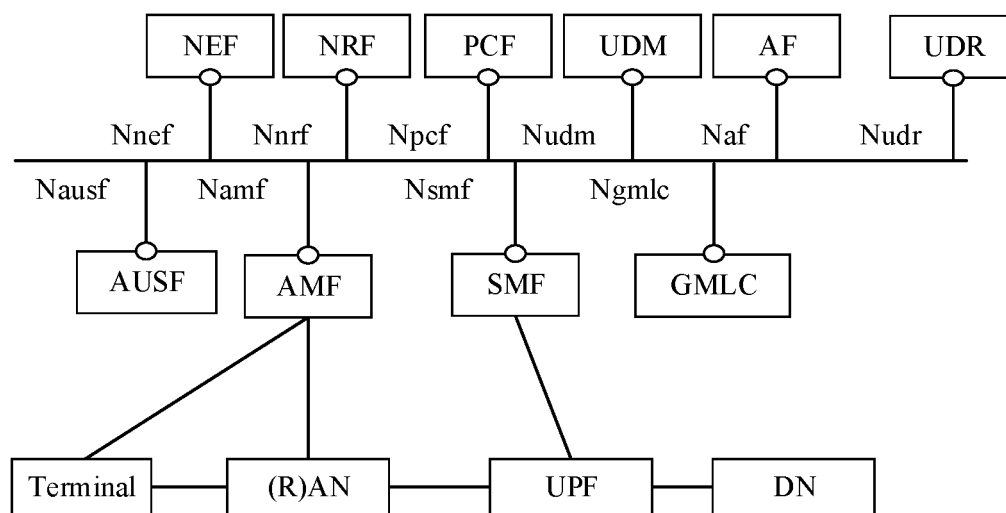 NEF NRF PCF UDM AF UDR
Nnef Nnrf Npcf Nudm Naf Nudr
Nausf Namf Nsmf Ngmlc
AUSF AMF SMF GMLC
Terminal (R)AN UPF DN